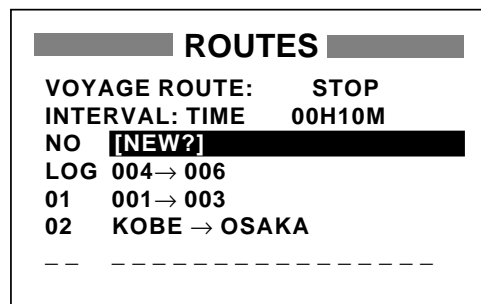 ROUTES
VOYAGE ROUTE: STOP
INTERVAL: TIME 00H10M
NO [NEW?]
LOG 004→ 006
01 001→ 003
02 KOBE → OSAKA
_ _ _ _ _ _ _ _ _ _ _ _ _ _ _ _ _ _